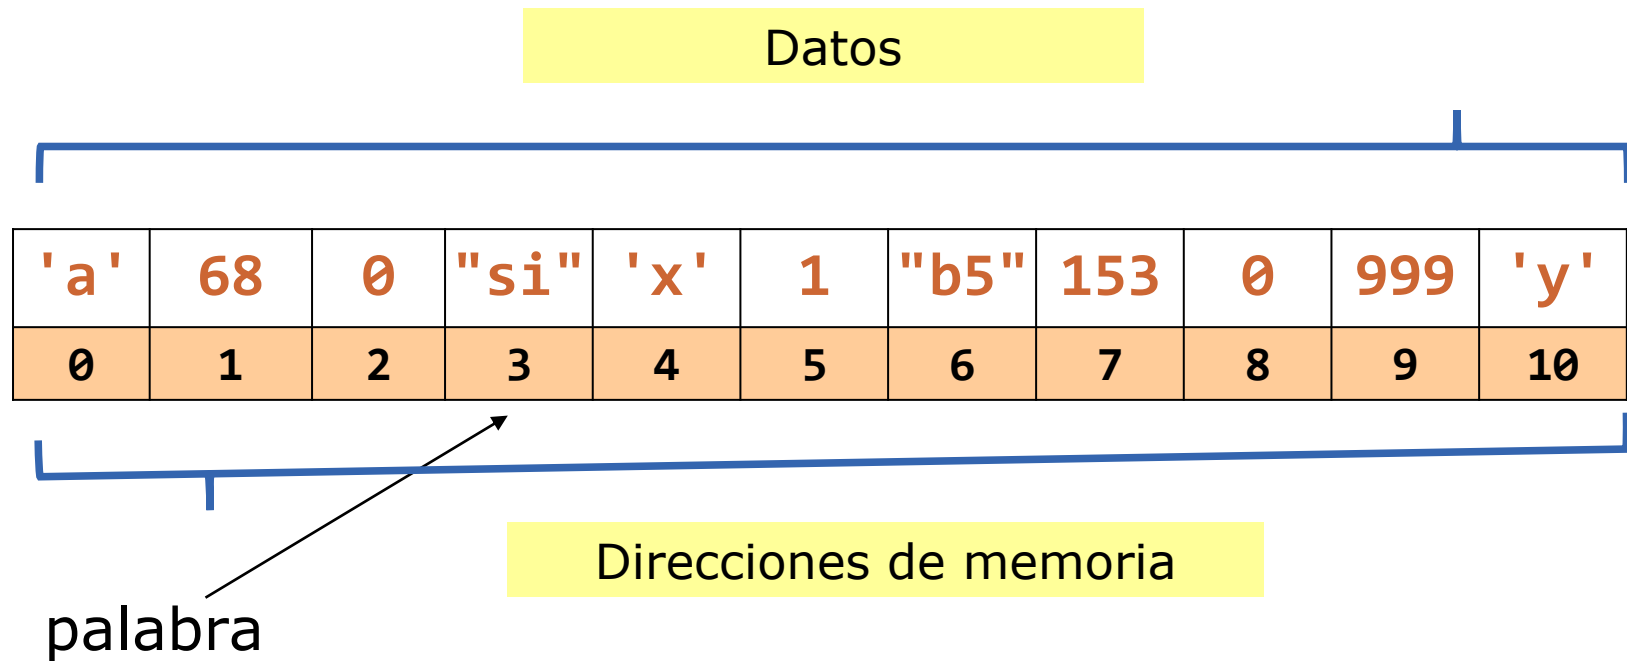 Datos
'a' 68 0 "si" 'x' 1 "b5" 153 0 999 'y'
0 1 2 3 4 5 6 7 8 9 10
Direcciones de memoria
palabra